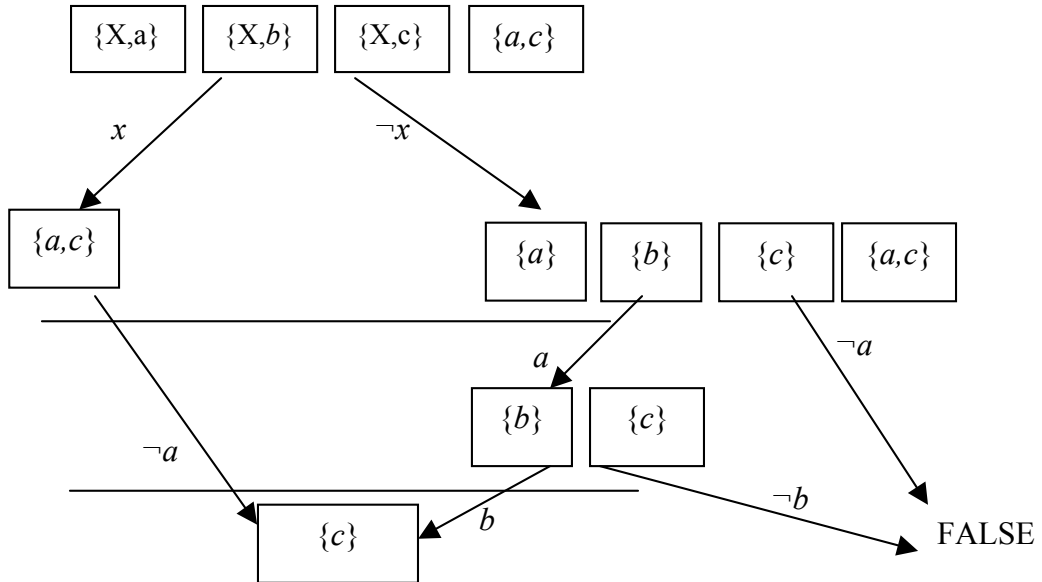 {X,a} {X,b} {X,c} {a,c}
x ¬x
{a,c} {a} {b} {c} {a,c}
a ¬a
{b} {c}
¬a
b ¬b
{c} FALSE